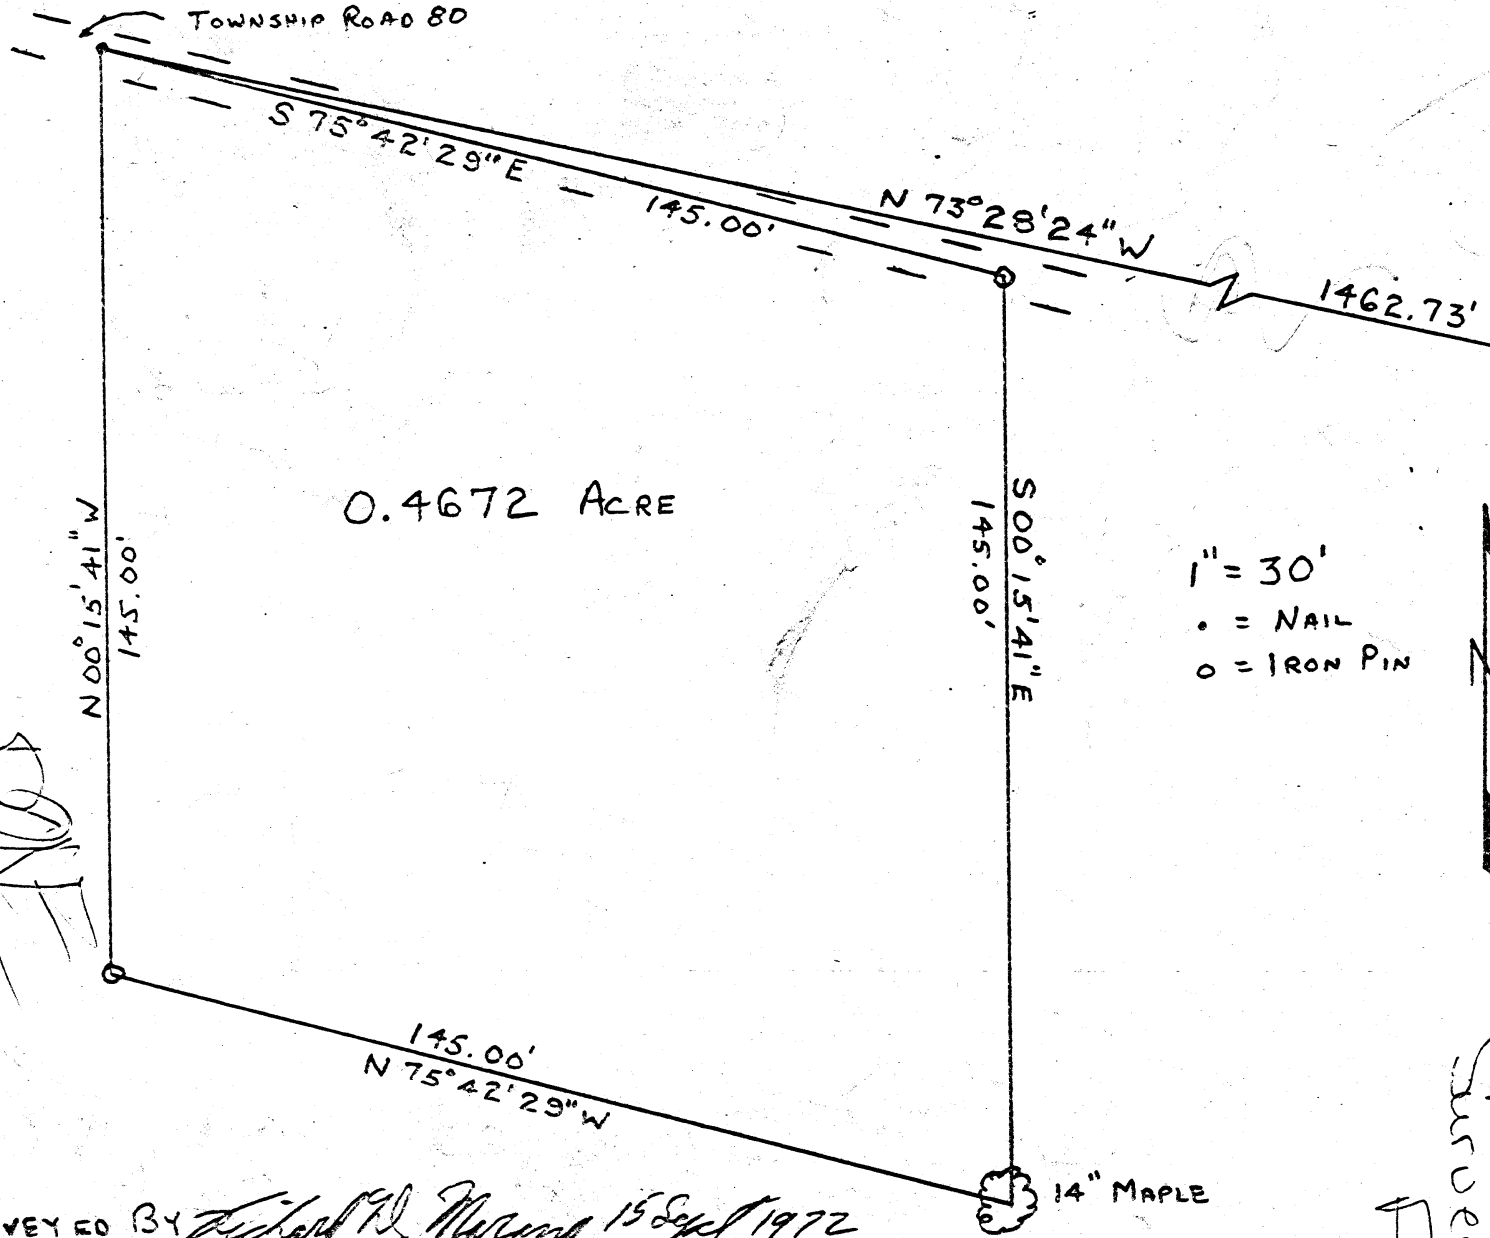 TOWNSHIP ROAD 80
S 75°42'29" E
145.00'
N 73°28'24" W
1462.73'
0.4672 ACRE
N 00°15'41" W
145.00'
S 00°15'41" E
145.00'
1" = 30'
• = NAIL
o = IRON PIN
N
145.00'
N 75°42'29" W
14" MAPLE
VEYED BY Richard 15 Sept 1972